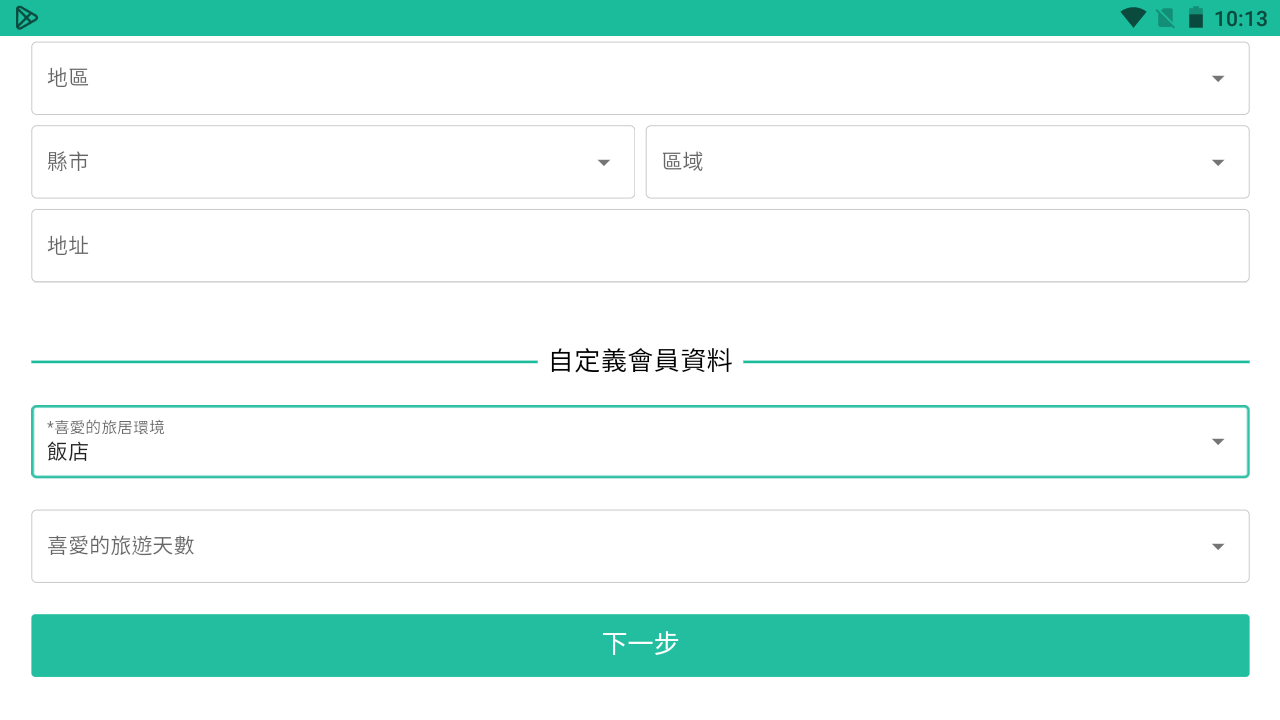 10:13
地區
縣市
區域
地址
自定義會員資料
*喜愛的旅居環境
飯店
喜愛的旅遊天數
下一步